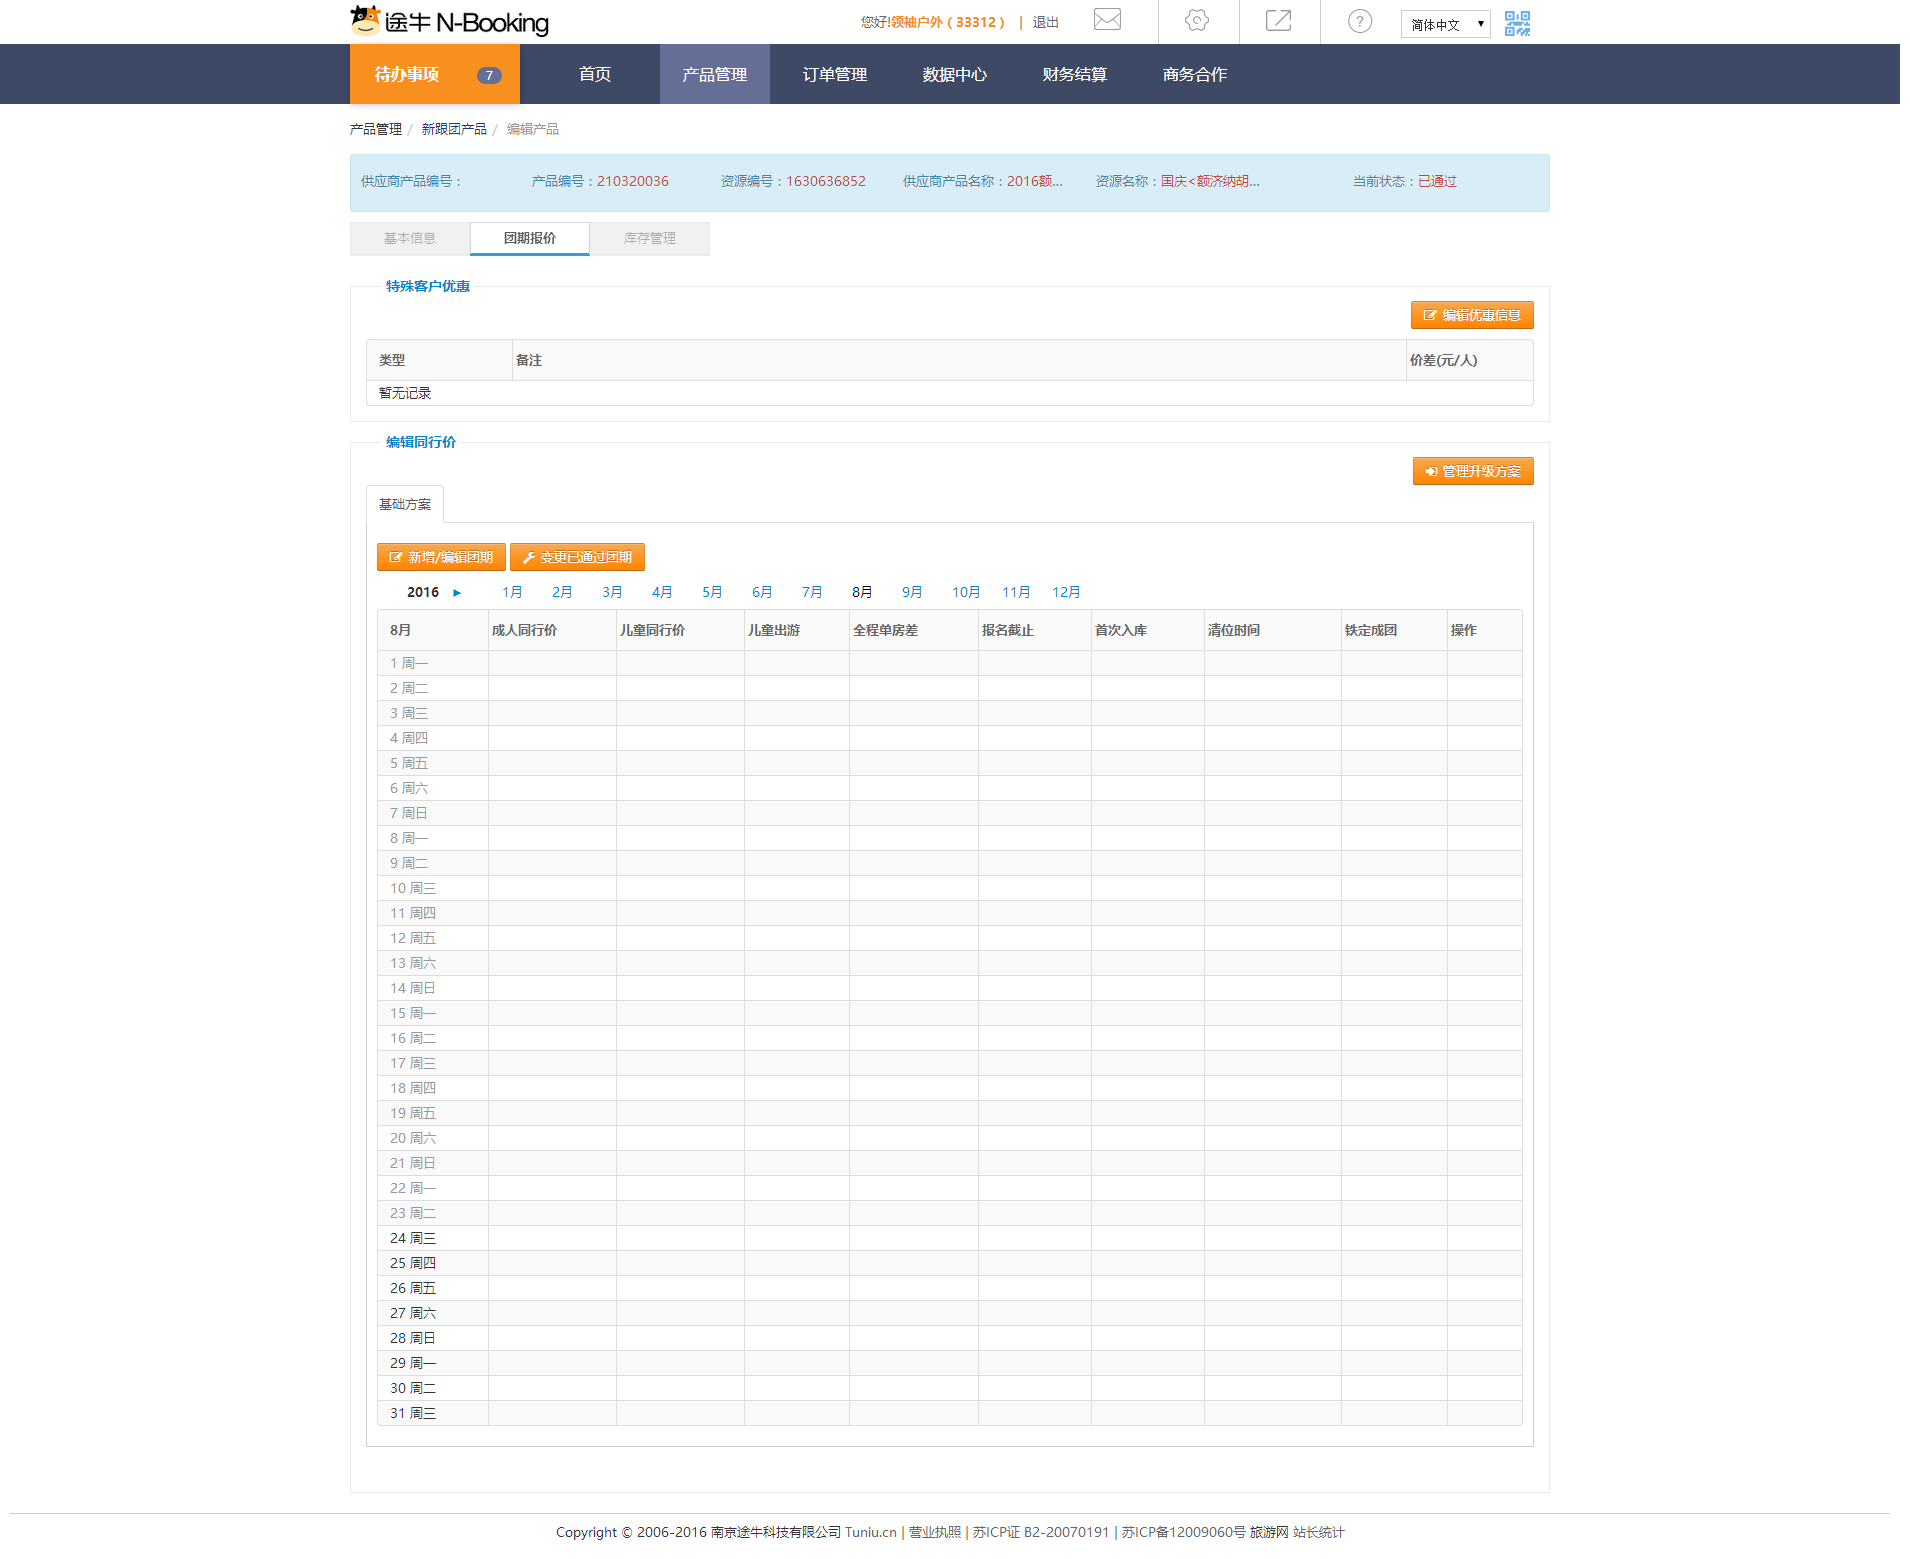 途牛 N-Booking
您好!领袖户外（33312） | 退出
?
简体中文
待办事项 7 首页 产品管理 订单管理 数据中心 财务结算 商务合作
产品管理 / 新跟团产品 / 编辑产品
供应商产品编号： 产品编号：210320036 资源编号：1630636852 供应商产品名称：2016额... 资源名称：国庆<额济纳胡... 当前状态：已通过
基本信息 团期报价 库存管理
特殊客户优惠
编辑优惠信息
类型 备注 价差(元/人)
暂无记录
编辑同行价
管理升级方案
基础方案
新增/编辑团期 变更已通过团期
2016 1月 2月 3月 4月 5月 6月 7月 8月 9月 10月 11月 12月
8月 成人同行价 儿童同行价 儿童出游 全程单房差 报名截止 首次入库 清位时间 铁定成团 操作
1 周一
2 周二
3 周三
4 周四
5 周五
6 周六
7 周日
8 周一
9 周二
10 周三
11 周四
12 周五
13 周六
14 周日
15 周一
16 周二
17 周三
18 周四
19 周五
20 周六
21 周日
22 周一
23 周二
24 周三
25 周四
26 周五
27 周六
28 周日
29 周一
30 周二
31 周三
Copyright © 2006-2016 南京途牛科技有限公司 Tuniu.cn | 营业执照 | 苏ICP证 B2-20070191 | 苏ICP备12009060号 旅游网 站长统计